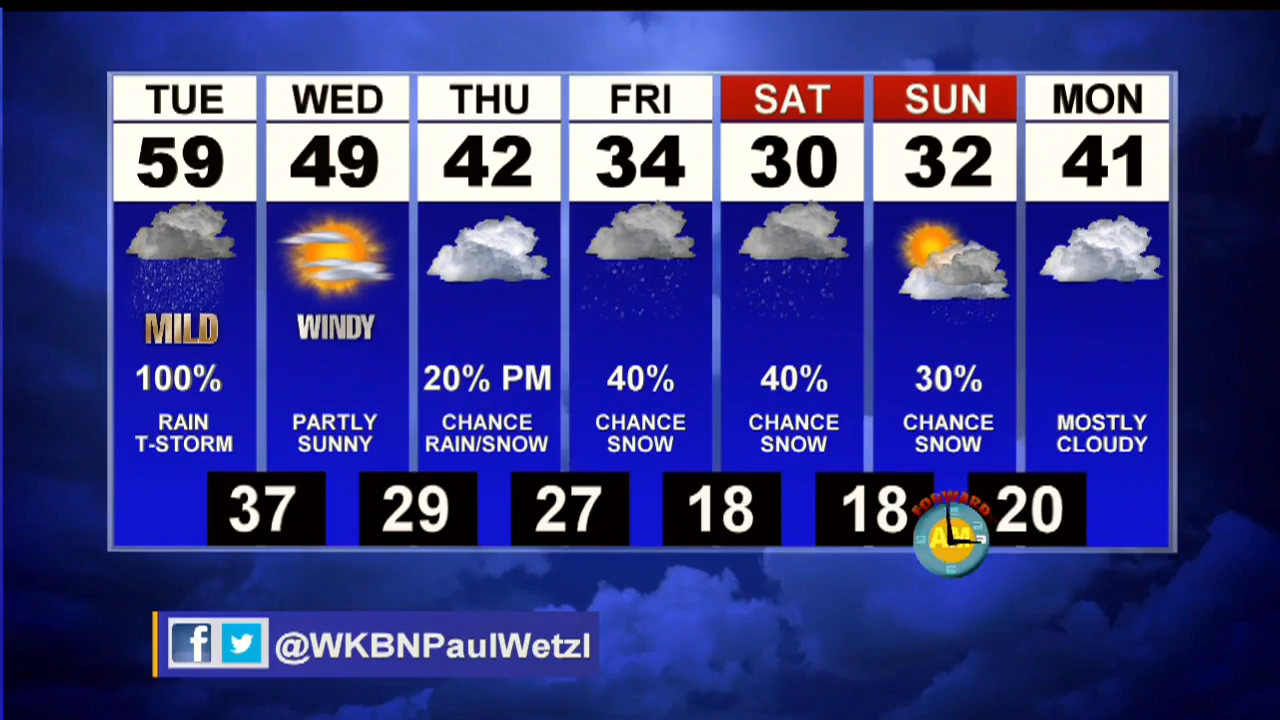 TUE WED THU FRI SAT SUN MON
59 49 42 34 30 32 41
MILD WINDY
100% 20% PM 40% 40% 30%
RAIN PARTLY CHANCE CHANCE CHANCE CHANCE MOSTLY
T-STORM SUNNY RAIN/SNOW SNOW SNOW SNOW CLOUDY
37 29 27 18 18 20
FORWARD
AM
@WKBNPaulWetzl